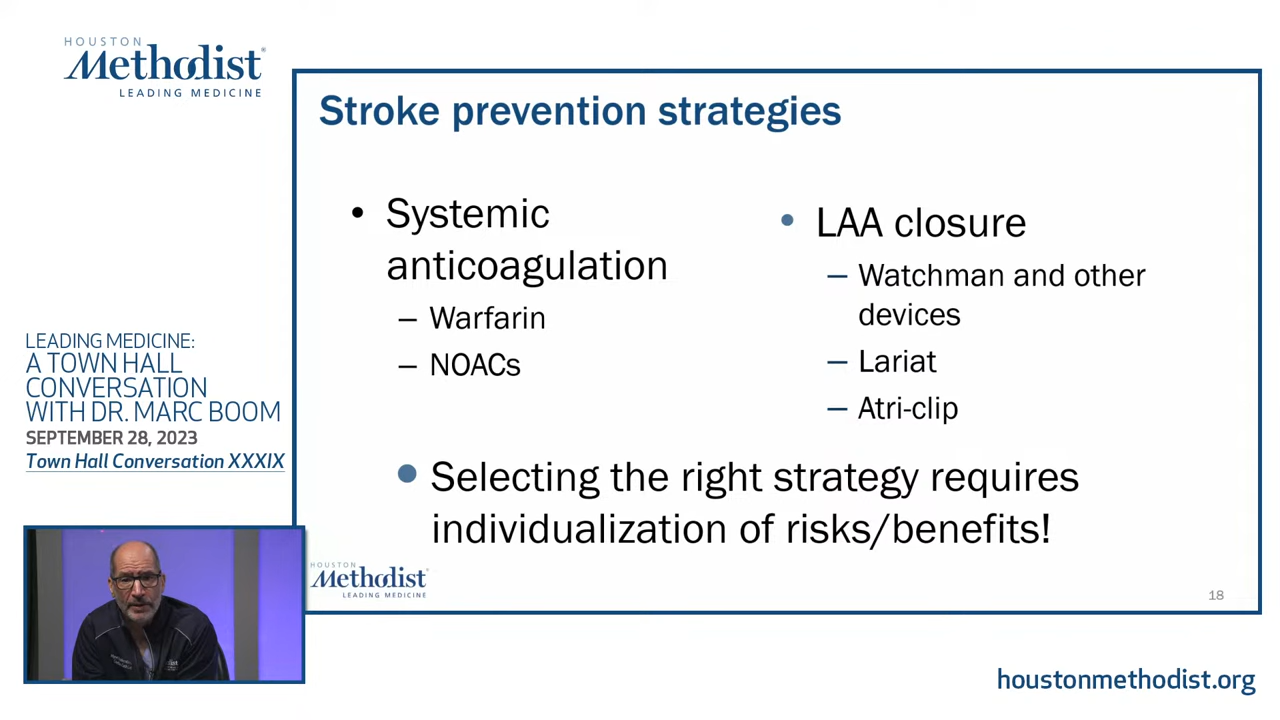 HOUSTON
Methodist
LEADING MEDICINE
Stroke prevention strategies
• Systemic
anticoagulation
– Warfarin
– NOACs
• LAA closure
– Watchman and other
devices
– Lariat
– Atri-clip
• Selecting the right strategy requires
individualization of risks/benefits!
HOUSTON
Methodist
LEADING MEDICINE
18
LEADING MEDICINE:
A TOWN HALL
CONVERSATION
WITH DR. MARC BOOM
SEPTEMBER 28, 2023
Town Hall Conversation XXXIX
houstonmethodist.org